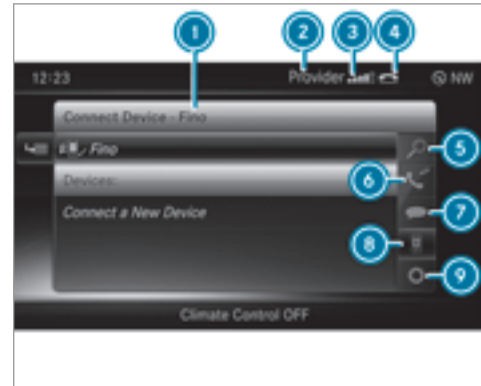 1 2 3 4
12:23 Provider NW
Connect Device - Fino
Fino
5
Devices:
6
Connect a New Device
7
8
9
Climate Control OFF